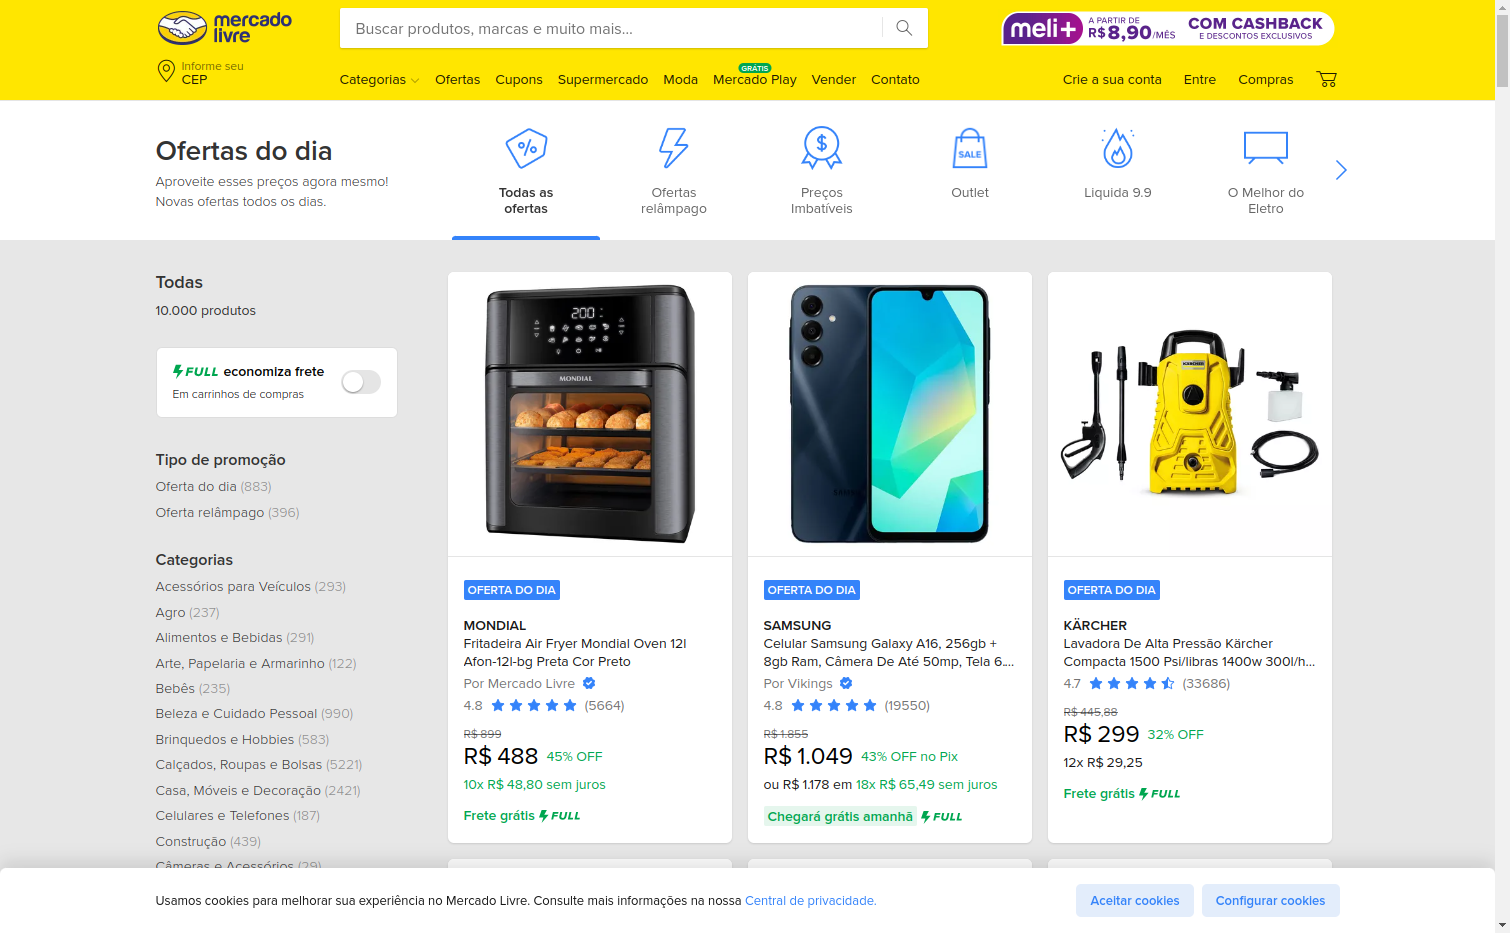 mercado
livre
Buscar produtos, marcas e muito mais...
meli+
A PARTIR DE
R$8,90/MÊS
COM CASHBACK
E DESCONTOS EXCLUSIVOS
Informe seu
CEP
Categorias
Ofertas
Cupons
Supermercado
Moda
GRÁTIS
Mercado Play
Vender
Contato
Crie a sua conta
Entre
Compras
Ofertas do dia
Aproveite esses preços agora mesmo!
Novas ofertas todos os dias.
Todas as
ofertas
Ofertas
relâmpago
$
Preços
Imbatíveis
SALE
Outlet
Liquida 9.9
O Melhor do
Eletro
Todas
10.000 produtos
FULL economiza frete
Em carrinhos de compras
Tipo de promoção
Oferta do dia (883)
Oferta relâmpago (396)
Categorias
Acessórios para Veículos (293)
Agro (237)
Alimentos e Bebidas (291)
Arte, Papelaria e Armarinho (122)
Bebês (235)
Beleza e Cuidado Pessoal (990)
Brinquedos e Hobbies (583)
Calçados, Roupas e Bolsas (5221)
Casa, Móveis e Decoração (2421)
Celulares e Telefones (187)
Construção (439)
Câmeras e Acessórios (29)
200
MONDIAL
OFERTA DO DIA
MONDIAL
Fritadeira Air Fryer Mondial Oven 12l
Afon-12l-bg Preta Cor Preto
Por Mercado Livre
4.8 (5664)
R$ 899
R$ 488 45% OFF
10x R$ 48,80 sem juros
Frete grátis FULL
SAMSUNG
OFERTA DO DIA
SAMSUNG
Celular Samsung Galaxy A16, 256gb +
8gb Ram, Câmera De Até 50mp, Tela 6....
Por Vikings
4.8 (19550)
R$ 1.855
R$ 1.049 43% OFF no Pix
ou R$ 1.178 em 18x R$ 65,49 sem juros
Chegará grátis amanhã FULL
KÄRCHER
OFERTA DO DIA
KÄRCHER
Lavadora De Alta Pressão Kärcher
Compacta 1500 Psi/libras 1400w 300l/h...
4.7 (33686)
R$ 445,88
R$ 299 32% OFF
12x R$ 29,25
Frete grátis FULL
Usamos cookies para melhorar sua experiência no Mercado Livre. Consulte mais informações na nossa Central de privacidade.
Aceitar cookies
Configurar cookies